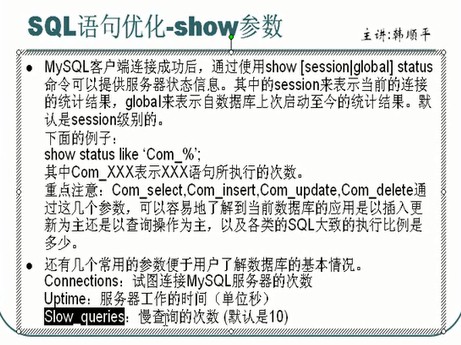 SQL语句优化-show参数
主讲:韩顺平
MySQL客户端连接成功后，通过使用show [session|global] status
命令可以提供服务器状态信息。其中的session来表示当前的连接
的统计结果，global来表示自数据库上次启动至今的统计结果。默
认是session级别的。
下面的例子：
show status like ‘Com_%’;
其中Com_XXX表示XXX语句所执行的次数。
重点注意：Com_select,Com_insert,Com_update,Com_delete通
过这几个参数，可以容易地了解到当前数据库的应用是以插入更
新为主还是以查询操作为主，以及各类的SQL大致的执行比例是
多少。
还有几个常用的参数便于用户了解数据库的基本情况。
Connections：试图连接MySQL服务器的次数
Uptime：服务器工作的时间（单位秒）
Slow_queries：慢查询的次数 (默认是10)